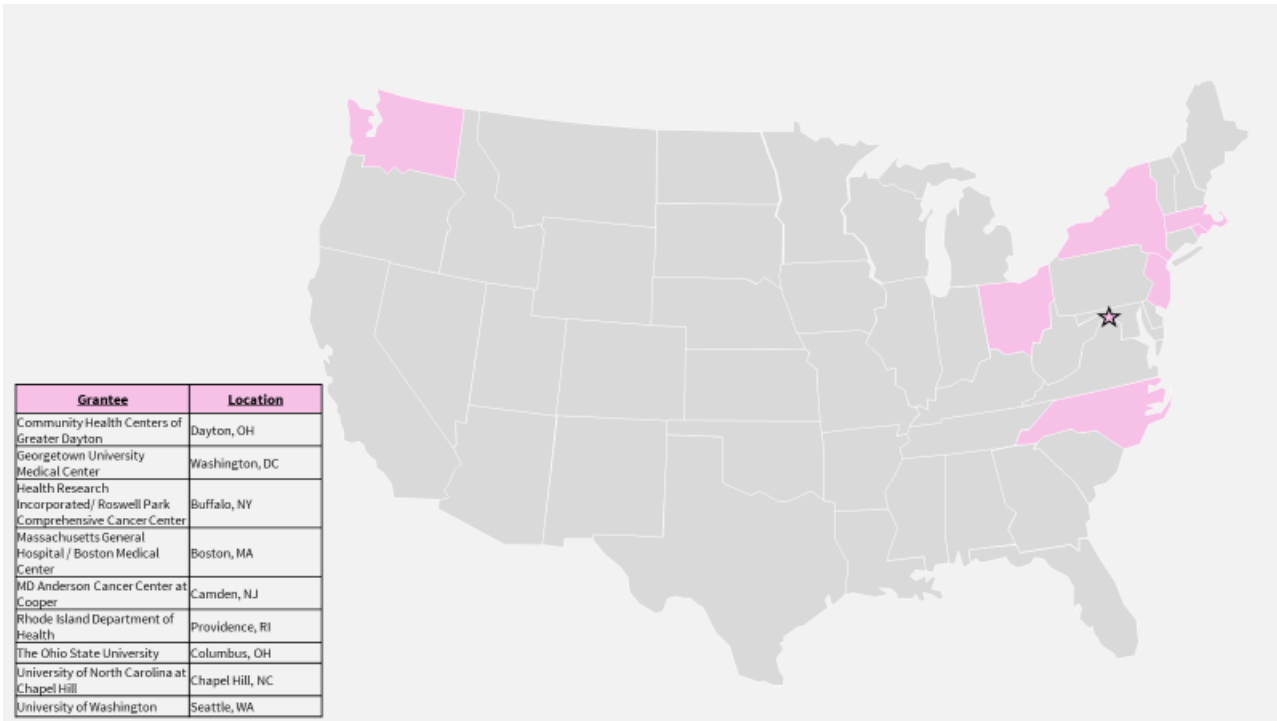 Grantee Location
Community Health Centers of
Greater Dayton
Dayton, OH
Georgetown University
Medical Center
Washington, DC
Health Research
Incorporated/ Roswell Park
Comprehensive Cancer Center
Buffalo, NY
Massachusetts General
Hospital / Boston Medical
Center
Boston, MA
MD Anderson Cancer Center at
Cooper
Camden, NJ
Rhode Island Department of
Health
Providence, RI
The Ohio State University Columbus, OH
University of North Carolina at
Chapel Hill
Chapel Hill, NC
University of Washington Seattle, WA